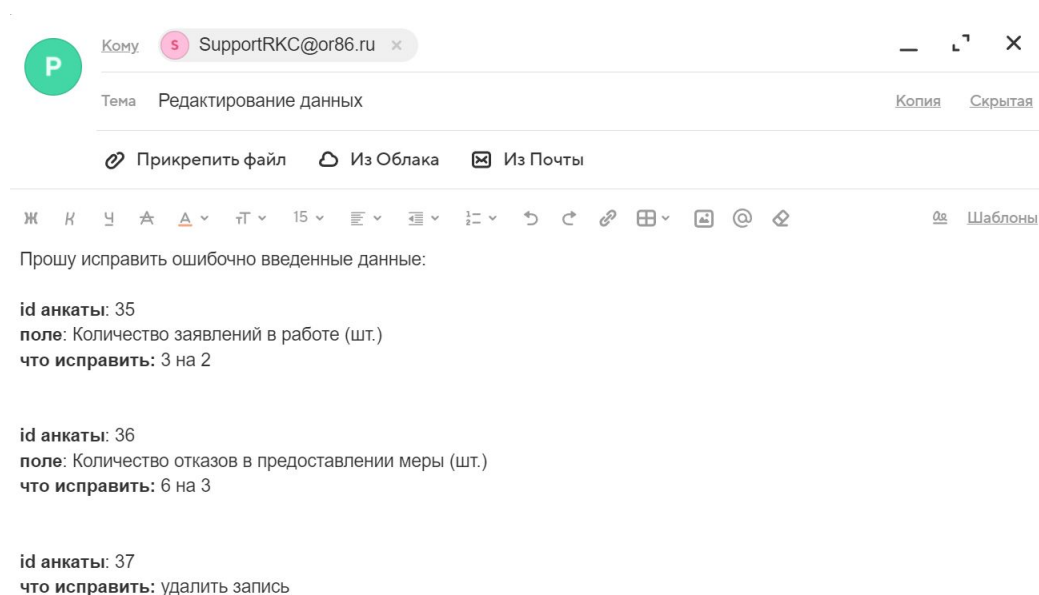 Кому S SupportRKC@or86.ru ×
P
Тема Редактирование данных Копия Скрытая
Прикрепить файл Из Облака Из Почты
Ж К Ч А А тТ 15 Шаблоны
Прошу исправить ошибочно введенные данные:
id анкаты: 35
поле: Количество заявлений в работе (шт.)
что исправить: 3 на 2
id анкаты: 36
поле: Количество отказов в предоставлении меры (шт.)
что исправить: 6 на 3
id анкаты: 37
что исправить: удалить запись